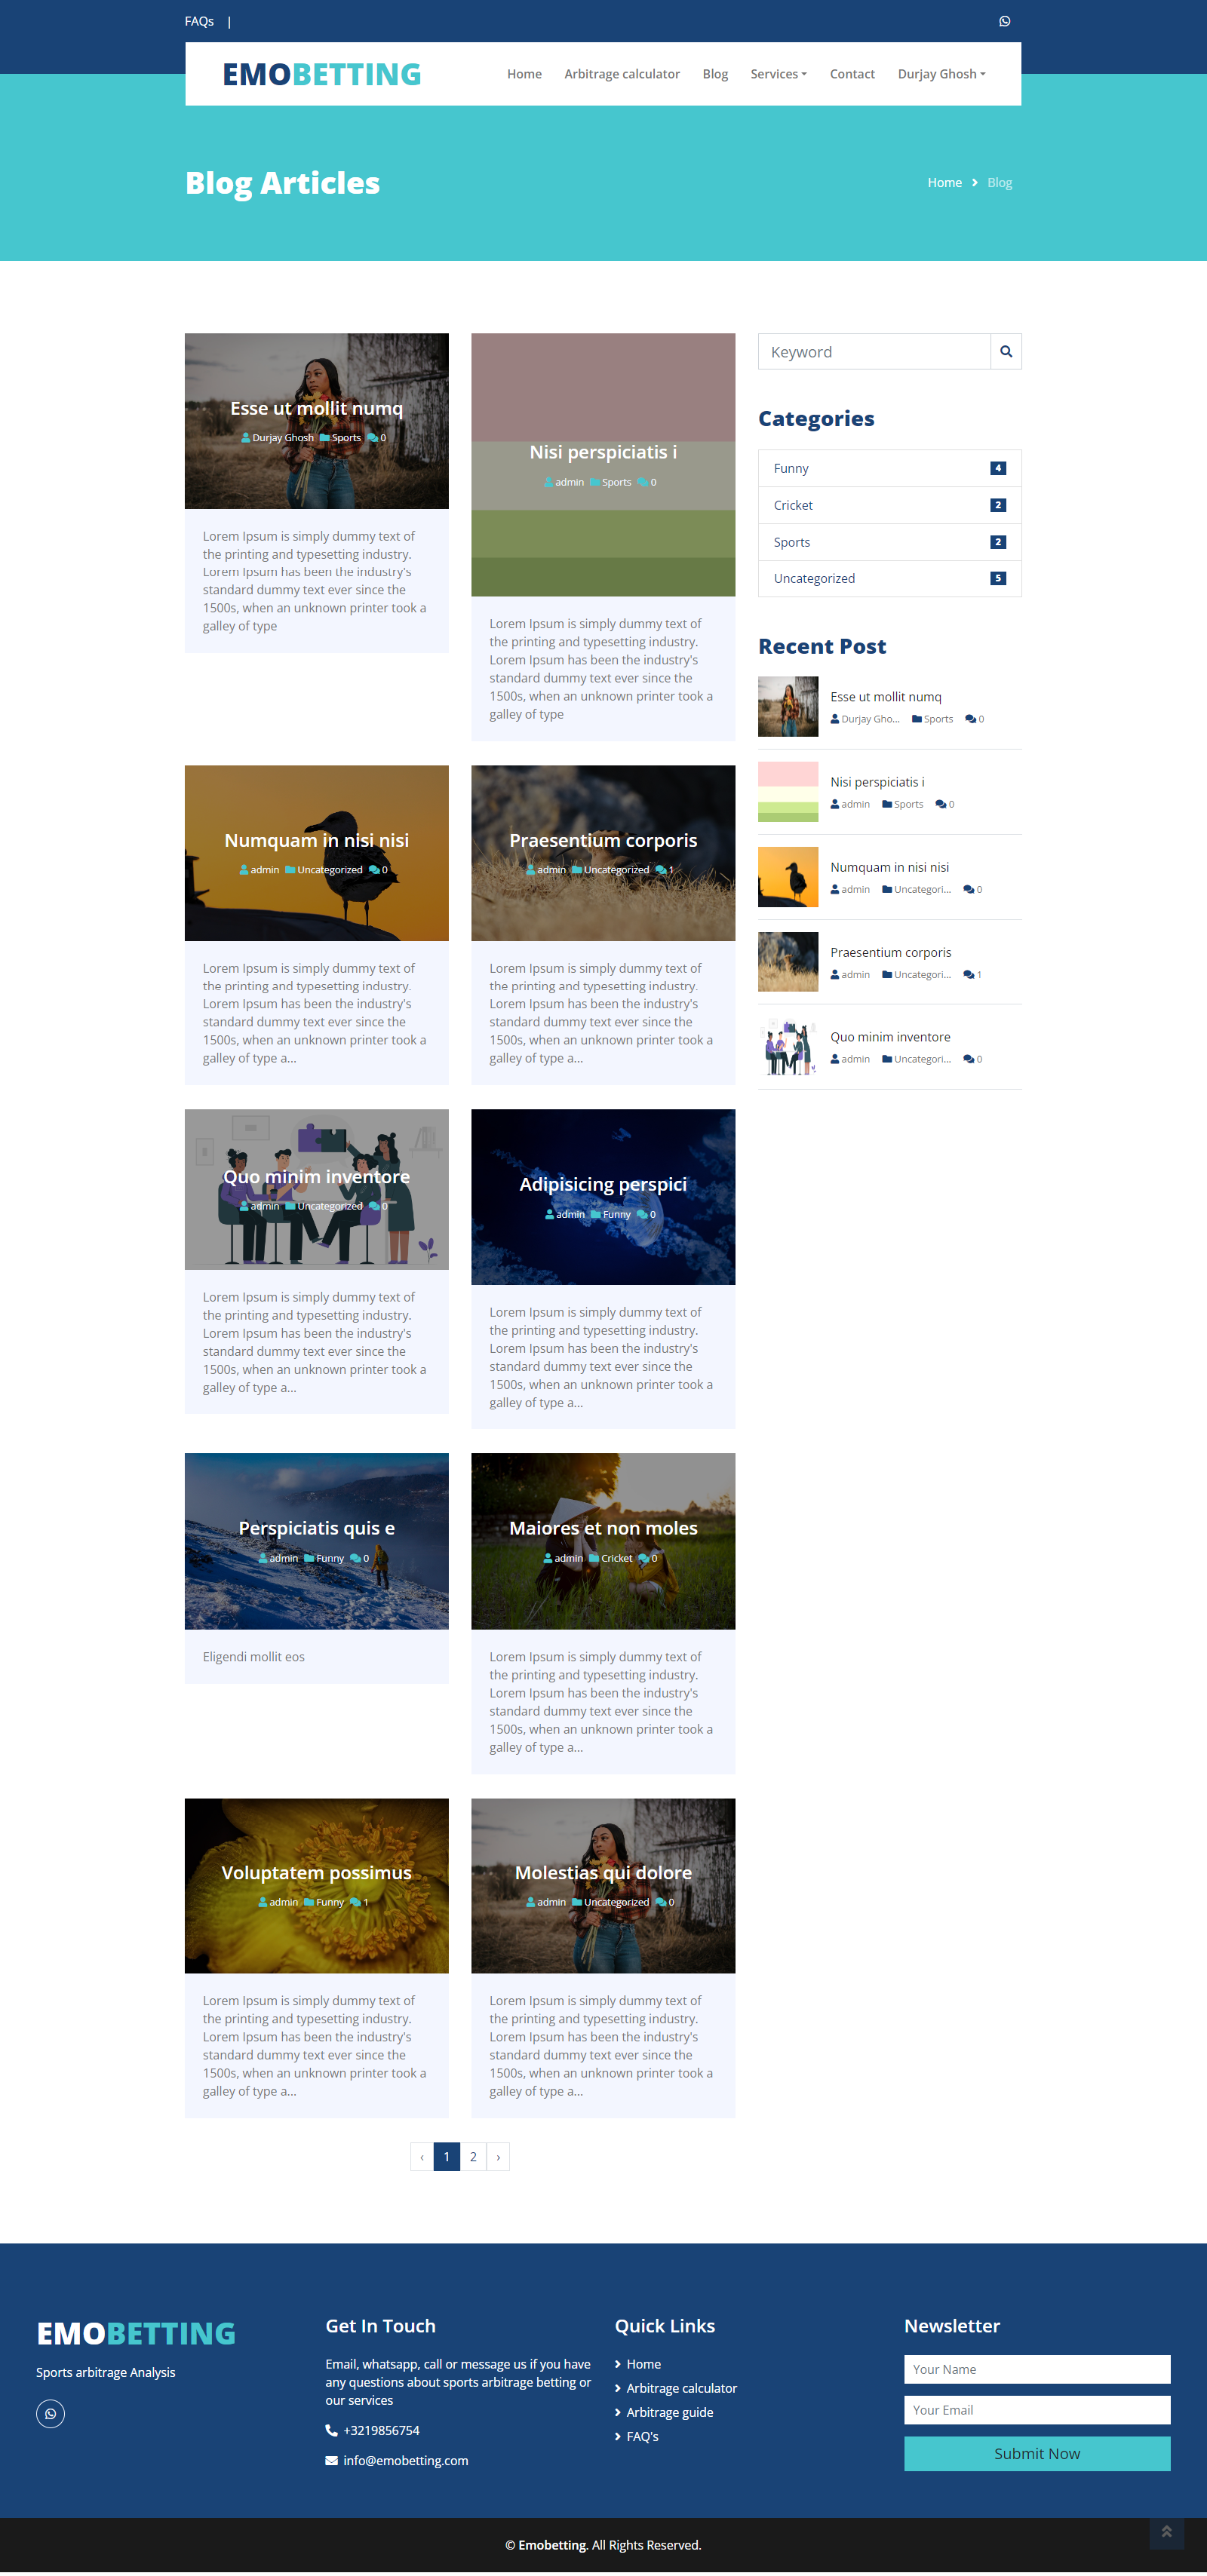 FAQs |
EMOBETTING
Home Arbitrage calculator Blog Services Contact Durjay Ghosh
Blog Articles
Home Blog
Esse ut mollit numq
Durjay Ghosh Sports 0
Lorem Ipsum is simply dummy text of
the printing and typesetting industry.
Lorem Ipsum has been the industry's
standard dummy text ever since the
1500s, when an unknown printer took a
galley of type
Nisi perspiciatis i
admin Sports 0
Lorem Ipsum is simply dummy text of
the printing and typesetting industry.
Lorem Ipsum has been the industry's
standard dummy text ever since the
1500s, when an unknown printer took a
galley of type
Numquam in nisi nisi
admin Uncategorized 0
Lorem Ipsum is simply dummy text of
the printing and typesetting industry.
Lorem Ipsum has been the industry's
standard dummy text ever since the
1500s, when an unknown printer took a
galley of type a...
Praesentium corporis
admin Uncategorized 1
Lorem Ipsum is simply dummy text of
the printing and typesetting industry.
Lorem Ipsum has been the industry's
standard dummy text ever since the
1500s, when an unknown printer took a
galley of type a...
Quo minim inventore
admin Uncategorized 0
Lorem Ipsum is simply dummy text of
the printing and typesetting industry.
Lorem Ipsum has been the industry's
standard dummy text ever since the
1500s, when an unknown printer took a
galley of type a...
Adipisicing perspici
admin Funny 0
Lorem Ipsum is simply dummy text of
the printing and typesetting industry.
Lorem Ipsum has been the industry's
standard dummy text ever since the
1500s, when an unknown printer took a
galley of type a...
Perspiciatis quis e
admin Funny 0
Eligendi mollit eos
Maiores et non moles
admin Cricket 0
Lorem Ipsum is simply dummy text of
the printing and typesetting industry.
Lorem Ipsum has been the industry's
standard dummy text ever since the
1500s, when an unknown printer took a
galley of type a...
Voluptatem possimus
admin Funny 1
Lorem Ipsum is simply dummy text of
the printing and typesetting industry.
Lorem Ipsum has been the industry's
standard dummy text ever since the
1500s, when an unknown printer took a
galley of type a...
Molestias qui dolore
admin Uncategorized 0
Lorem Ipsum is simply dummy text of
the printing and typesetting industry.
Lorem Ipsum has been the industry's
standard dummy text ever since the
1500s, when an unknown printer took a
galley of type a...
‹ 1 2 ›
Keyword
Categories
Funny 4
Cricket 2
Sports 2
Uncategorized 5
Recent Post
Esse ut mollit numq
Durjay Gho... Sports 0
Nisi perspiciatis i
admin Sports 0
Numquam in nisi nisi
admin Uncategori... 0
Praesentium corporis
admin Uncategori... 1
Quo minim inventore
admin Uncategori... 0
EMOBETTING
Sports arbitrage Analysis
Get In Touch
Email, whatsapp, call or message us if you have
any questions about sports arbitrage betting or
our services
+3219856754
info@emobetting.com
Quick Links
Home
Arbitrage calculator
Arbitrage guide
FAQ's
Newsletter
Your Name
Your Email
Submit Now
© Emobetting. All Rights Reserved.